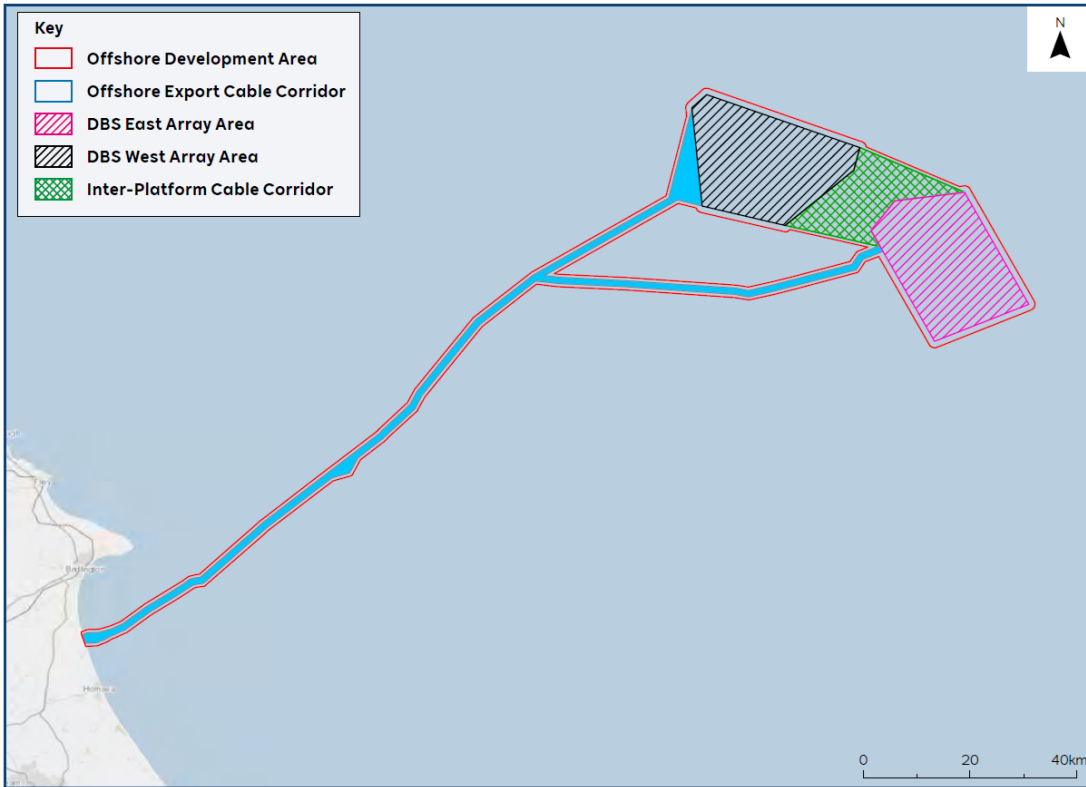 Key
Offshore Development Area
Offshore Export Cable Corridor
DBS East Array Area
DBS West Array Area
Inter-Platform Cable Corridor
N
Hornsea
0 20 40km